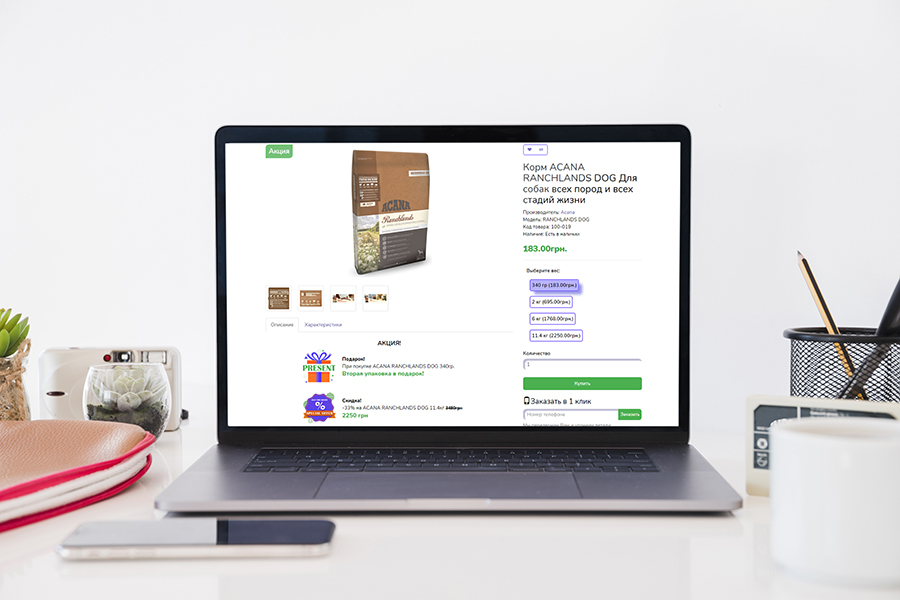 Акция
ACANA
Ranchlands
Корм ACANA
RANCHLANDS DOG Для
собак всех пород и всех
стадий жизни
Производитель: Acana
Модель: RANCHLANDS DOG
Код товара: 100-019
Наличие: Есть в наличии
183.00грн.
Выберите вес:
340 гр (183.00грн.)
2 кг (695.00грн.)
6 кг (1760.00грн.)
11.4 кг (2250.00грн.)
Количество
1
Купить
Заказать в 1 клик
Номер телефона
Заказать
Описание
Характеристики
АКЦИЯ!
PRESENT
Подарок!
При покупке ACANA RANCHLANDS DOG 340гр.
Вторая упаковка в подарок!
%
SPECIAL OFFER
Скидка!
-33% на ACANA RANCHLANDS DOG 11.4кг 3480грн
2250 грн